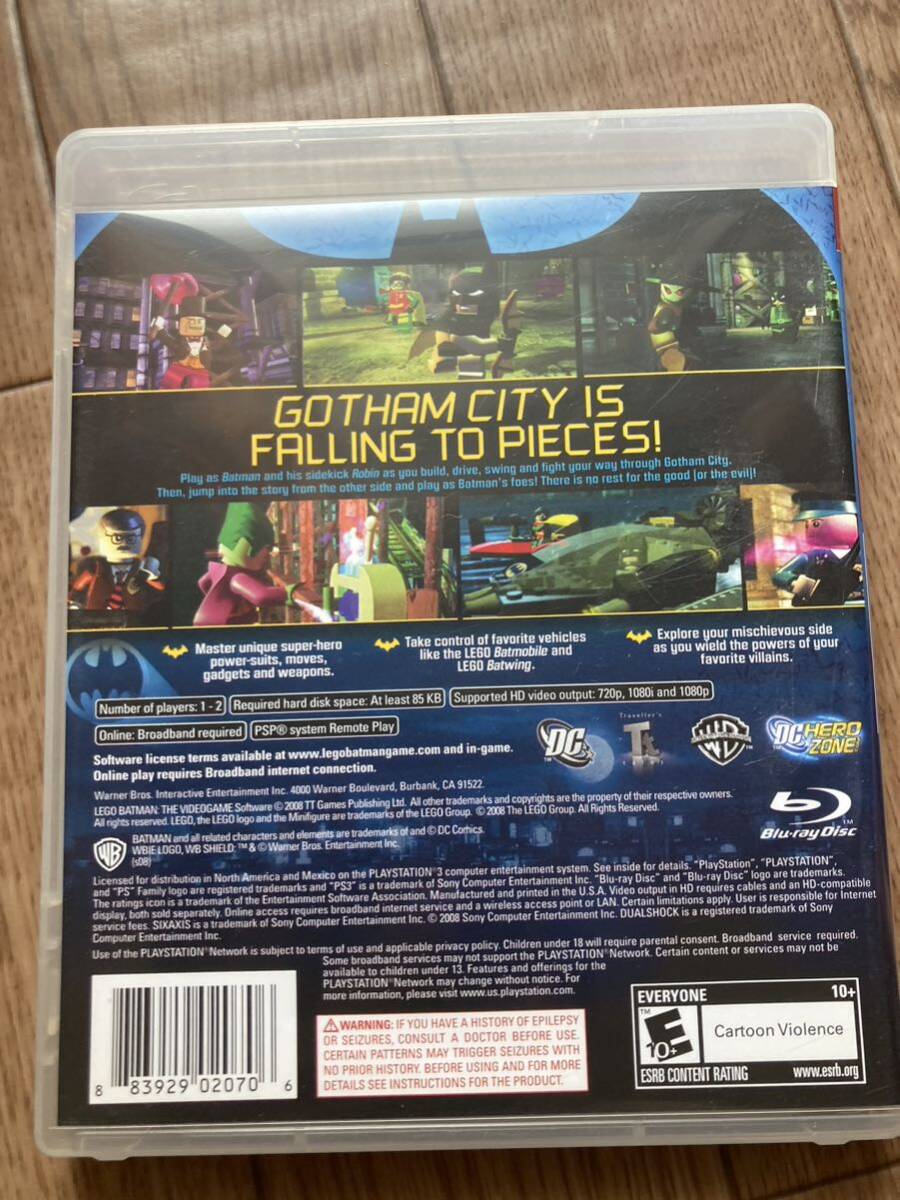 GOTHAM CITY IS
FALLING TO PIECES!
Play as Batman and his sidekick Robin as you build, drive, swing and fight your way through Gotham City.
Then, jump into the story from the other side and play as Batman's foes! There is no rest for the good (or the evil)!
Master unique super-hero
power-suits, moves,
gadgets and weapons.
Take control of favorite vehicles
like the LEGO Batmobile and
LEGO Batwing.
Explore your mischievous side
as you wield the powers of your
favorite villains.
Number of players: 1 - 2
Required hard disk space: At least 85 KB
Supported HD video output: 720p, 1080i and 1080p
Online: Broadband required
PSP® system Remote Play
Software license terms available at www.legobatmangame.com and in-game.
Online play requires Broadband internet connection.
DC
Traveller's
T
DC HERO
ZONE!
Warner Bros. Interactive Entertainment Inc. 4000 Warner Boulevard, Burbank, CA 91522.
LEGO BATMAN: THE VIDEOGAME Software © 2008 TT Games Publishing Ltd. All other trademarks and copyrights are the property of their respective owners.
All rights reserved. LEGO, the LEGO logo and the Minifigure are trademarks of the LEGO Group. © 2008 The LEGO Group. All Rights Reserved.
BATMAN and all related characters and elements are trademarks of and © DC Comics.
WBIE LOGO, WB SHIELD: ™ & © Warner Bros. Entertainment Inc.
(s08)
Blu-ray Disc
Licensed for distribution in North America and Mexico on the PLAYSTATION®3 computer entertainment system. See inside for details. "PlayStation", "PLAYSTATION",
and "PS" Family logo are registered trademarks and "PS3" is a trademark of Sony Computer Entertainment Inc. "Blu-ray Disc" and "Blu-ray Disc" logo are trademarks.
The ratings icon is a trademark of the Entertainment Software Association. Manufactured and printed in the U.S.A. Video output in HD requires cables and an HD-compatible
display, both sold separately. Online access requires broadband internet service and a wireless access point or LAN. Certain limitations apply. User is responsible for Internet
service fees. SIXAXIS is a trademark of Sony Computer Entertainment Inc. © 2008 Sony Computer Entertainment Inc. DUALSHOCK is a registered trademark of Sony
Computer Entertainment Inc.
Use of the PLAYSTATION®Network is subject to terms of use and applicable privacy policy. Children under 18 will require parental consent. Broadband service required.
Some broadband services may not support the PLAYSTATION®Network. Certain content or services may not be
available to children under 13. Features and offerings for the
PLAYSTATION®Network may change without notice. For
more information, please visit www.us.playstation.com.
8 83929 02070 6
WARNING: IF YOU HAVE A HISTORY OF EPILEPSY
OR SEIZURES, CONSULT A DOCTOR BEFORE USE.
CERTAIN PATTERNS MAY TRIGGER SEIZURES WITH
NO PRIOR HISTORY. BEFORE USING AND FOR MORE
DETAILS SEE INSTRUCTIONS FOR THE PRODUCT.
EVERYONE 10+
E
10+
Cartoon Violence
ESRB CONTENT RATING www.esrb.org